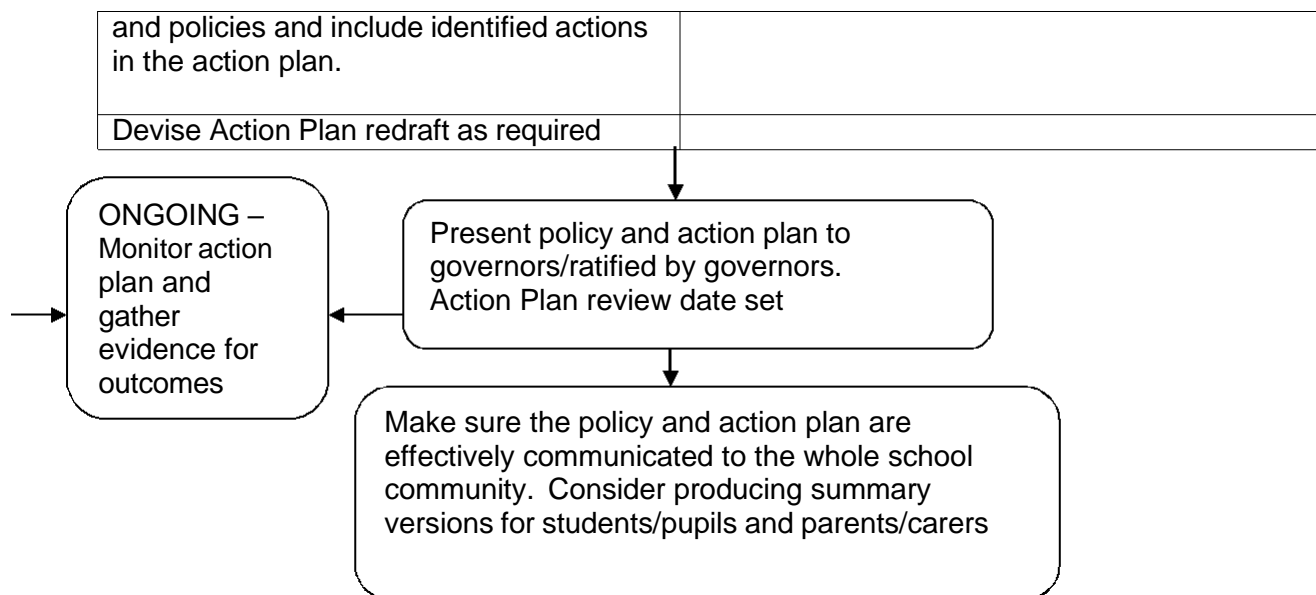 and policies and include identified actions
in the action plan.
Devise Action Plan redraft as required
ONGOING –
Monitor action
plan and
gather
evidence for
outcomes
Present policy and action plan to
governors/ratified by governors.
Action Plan review date set
Make sure the policy and action plan are
effectively communicated to the whole school
community.  Consider producing summary
versions for students/pupils and parents/carers